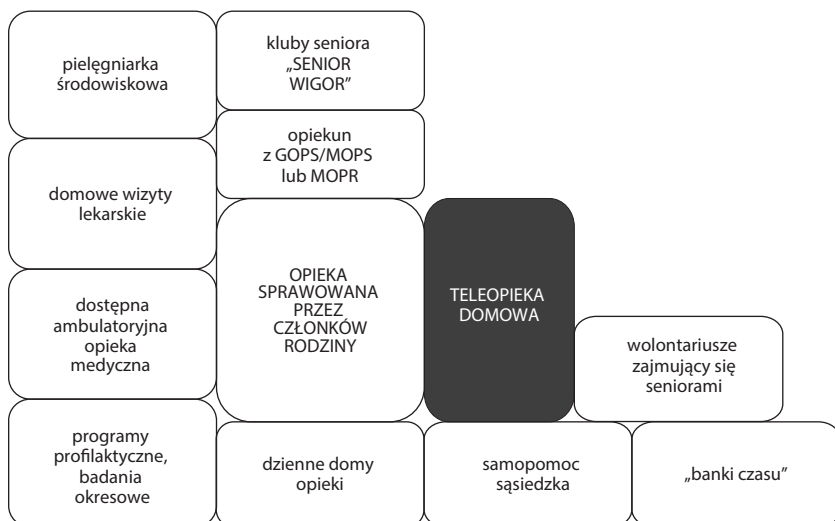 pielęgniarka
środowiskowa
kluby seniora
„SENIOR
WIGOR”
opiekun
z GOPS/MOPS
lub MOPR
domowe wizyty
lekarskie
OPIEKA
SPRAWOWANA
PRZEZ
CZŁONKÓW
RODZINY
TELEOPIEKA
DOMOWA
dostępna
ambulatoryjna
opieka
medyczna
wolontariusze
zajmujący się
seniorami
programy
profilaktyczne,
badania
okresowe
dzienne domy
opieki
samopomoc
sąsiedzka
„banki czasu”